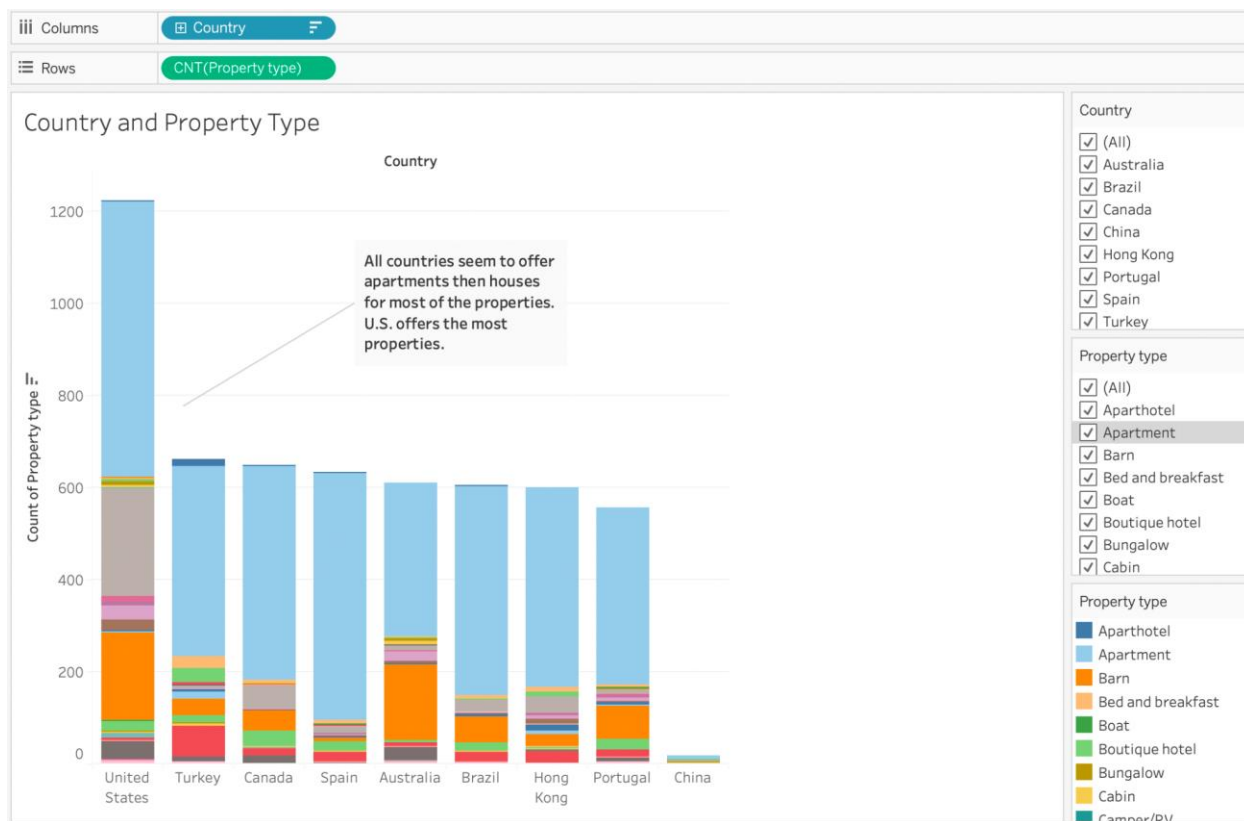 Columns
Country
Rows
CNT(Property type)
Country and Property Type
Country
Count of Property type
1200
1000
800
600
400
200
0
All countries seem to offer
apartments then houses
for most of the properties.
U.S. offers the most
properties.
United
States
Turkey
Canada
Spain
Australia
Brazil
Hong
Kong
Portugal
China
Country
(All)
Australia
Brazil
Canada
China
Hong Kong
Portugal
Spain
Turkey
Property type
(All)
Aparthotel
Apartment
Barn
Bed and breakfast
Boat
Boutique hotel
Bungalow
Cabin
Property type
Aparthotel
Apartment
Barn
Bed and breakfast
Boat
Boutique hotel
Bungalow
Cabin
Camper/RV